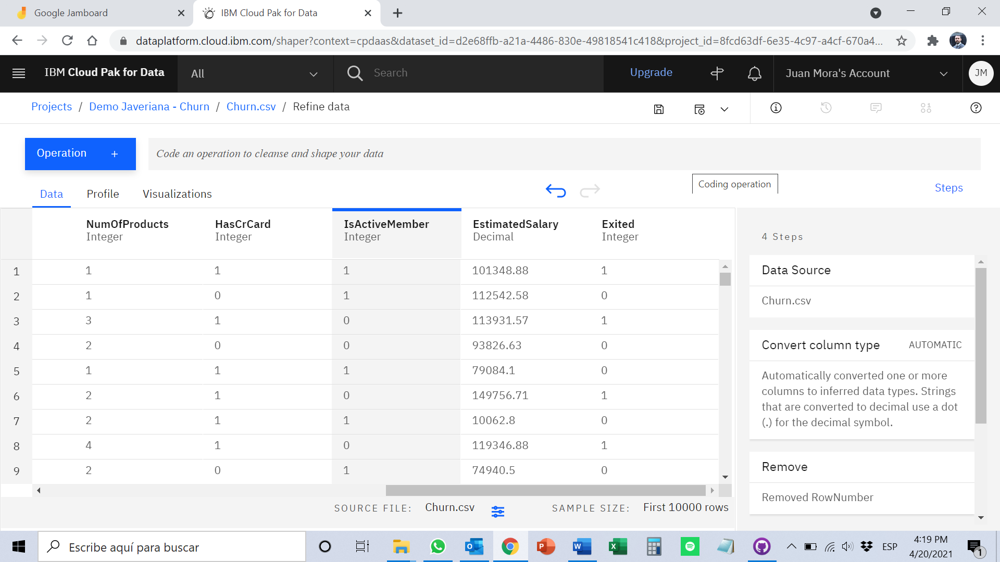 Google Jamboard
IBM Cloud Pak for Data
dataplatform.cloud.ibm.com/shaper?context=cpdaas&dataset_id=d2e68ffb-a21a-4486-830e-49818541c418&project_id=8fcd63df-6e35-4c97-a4cf-670a4...
IBM Cloud Pak for Data
All
Search
Upgrade
Juan Mora's Account
JM
Projects / Demo Javeriana - Churn / Churn.csv / Refine data
Operation +
Code an operation to cleanse and shape your data
Coding operation
Data Profile Visualizations
Steps
NumOfProducts HasCrCard IsActiveMember EstimatedSalary Exited
Integer Integer Integer Decimal Integer
1 1 1 1 101348.88 1
2 1 0 1 112542.58 0
3 3 1 0 113931.57 1
4 2 0 0 93826.63 0
5 1 1 1 79084.1 0
6 2 1 0 149756.71 1
7 2 1 1 10062.8 0
8 4 1 0 119346.88 1
9 2 0 1 74940.5 0
SOURCE FILE: Churn.csv
SAMPLE SIZE: First 10000 rows
4 Steps
Data Source
Churn.csv
Convert column type AUTOMATIC
Automatically converted one or more
columns to inferred data types. Strings
that are converted to decimal use a dot
(.) for the decimal symbol.
Remove
Removed RowNumber
Escribe aquí para buscar
ESP
4:19 PM
4/20/2021
1